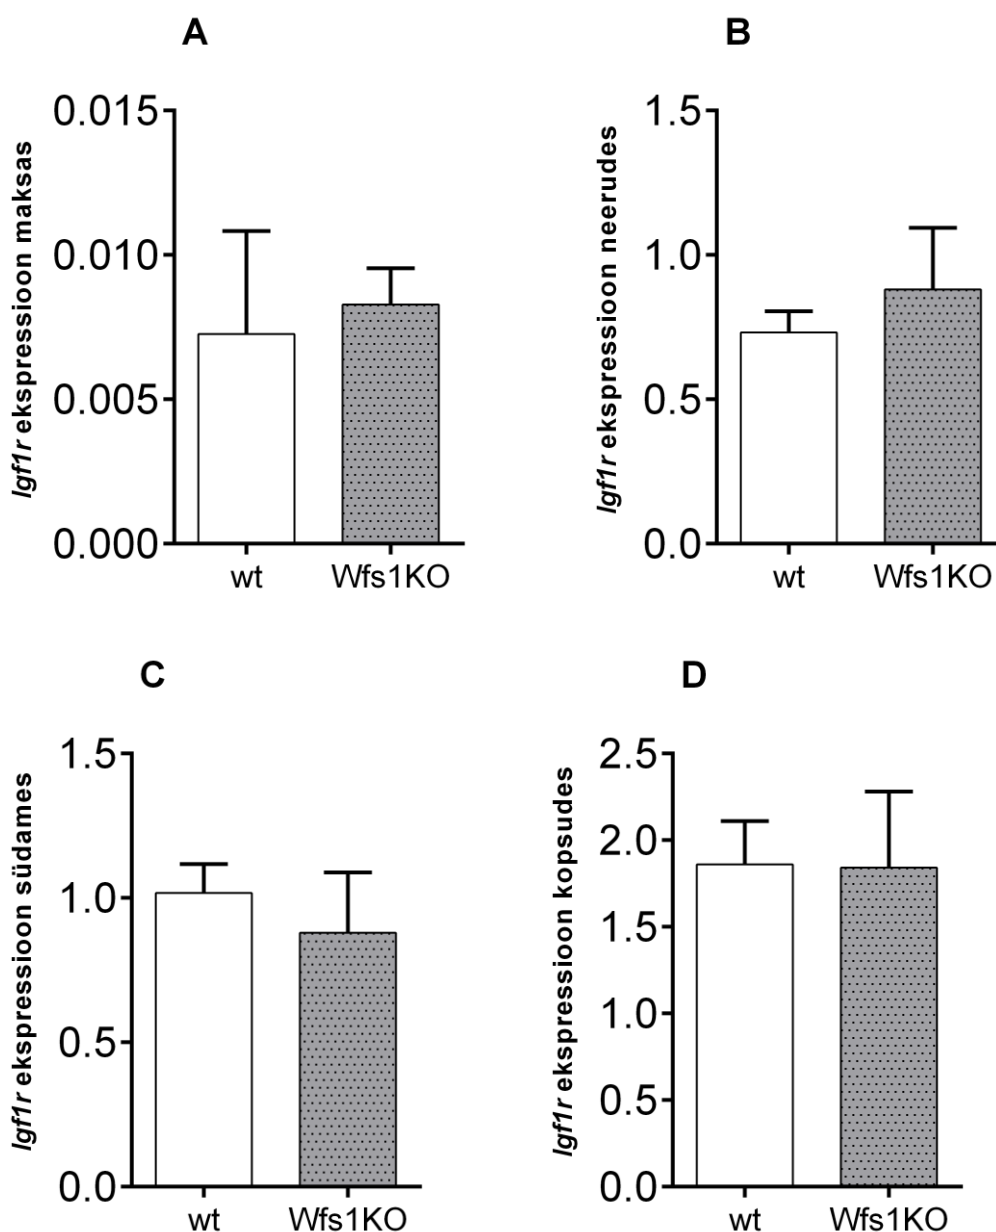 A
Igf1r ekspressioon maksas
0.015
0.010
0.005
0.000
wt Wfs1KO
B
Igf1r ekspressioon neerudes
1.5
1.0
0.5
0.0
wt Wfs1KO
C
Igf1r ekspressioon südames
1.5
1.0
0.5
0.0
wt Wfs1KO
D
Igf1r ekspressioon kopsudes
2.5
2.0
1.5
1.0
0.5
0.0
wt Wfs1KO